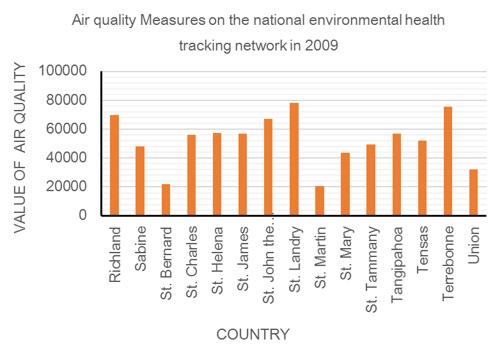 Air quality Measures on the national environmental health
tracking network in 2009
VALUE OF AIR QUALITY
100000
80000
60000
40000
20000
0
Richland
Sabine
St. Bernard
St. Charles
St. Helena
St. James
St. John the…
St. Landry
St. Martin
St. Mary
St. Tammany
Tangipahoa
Tensas
Terrebonne
Union
COUNTRY